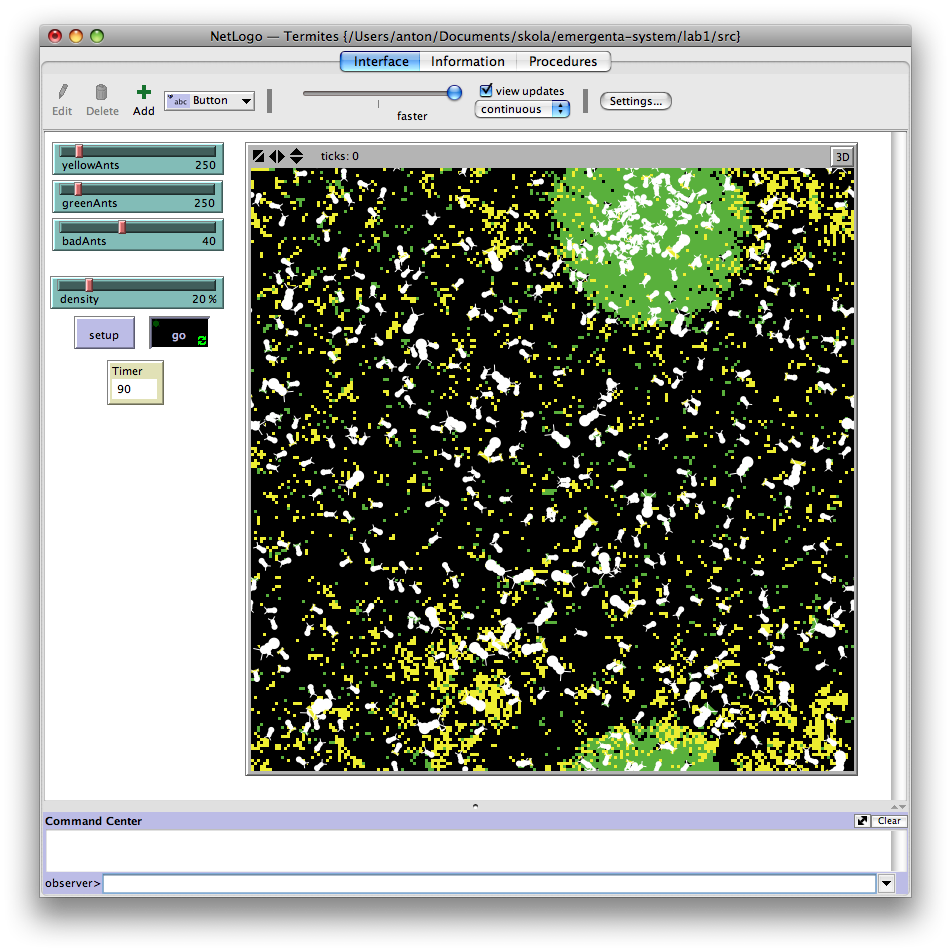 NetLogo — Termites {/Users/anton/Documents/skola/emergenta-system/lab1/src}
Interface Information Procedures
Edit Delete Add abc Button faster view updates continuous Settings...
yellowAnts 250
greenAnts 250
badAnts 40
density 20 %
setup go
Timer
90
ticks: 0 3D
Command Center Clear
observer>